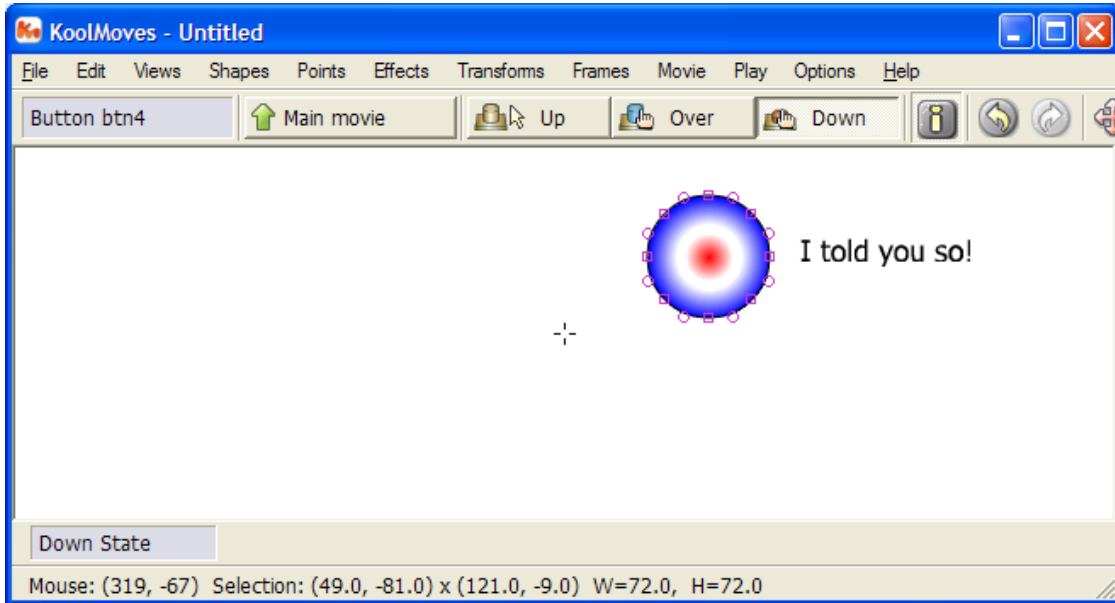 KoolMoves - Untitled
File Edit Views Shapes Points Effects Transforms Frames Movie Play Options Help
Button btn4 Main movie Up Over Down
I told you so!
Down State
Mouse: (319, -67) Selection: (49.0, -81.0) x (121.0, -9.0) W=72.0, H=72.0